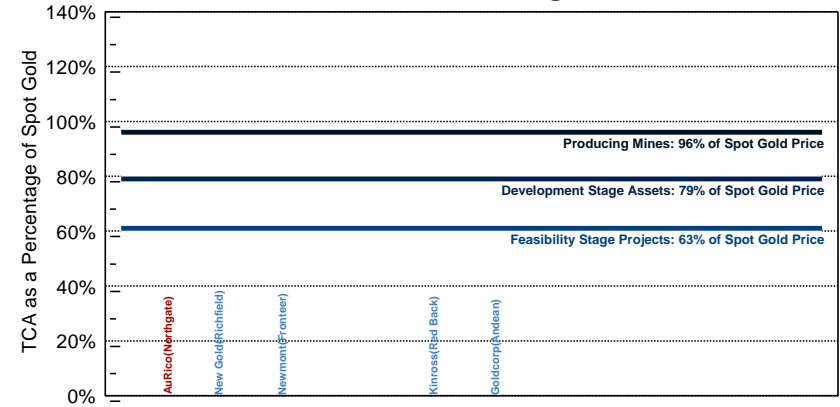 140%
120%
100%
80%
60%
40%
20%
0%
TCA as a Percentage of Spot Gold
Producing Mines: 96% of Spot Gold Price
Development Stage Assets: 79% of Spot Gold Price
Feasibility Stage Projects: 63% of Spot Gold Price
AuRico(Northgate)
New Gold(Richfield)
Newmont(Fronteer)
Kinross(Red Back)
Goldcorp(Andean)